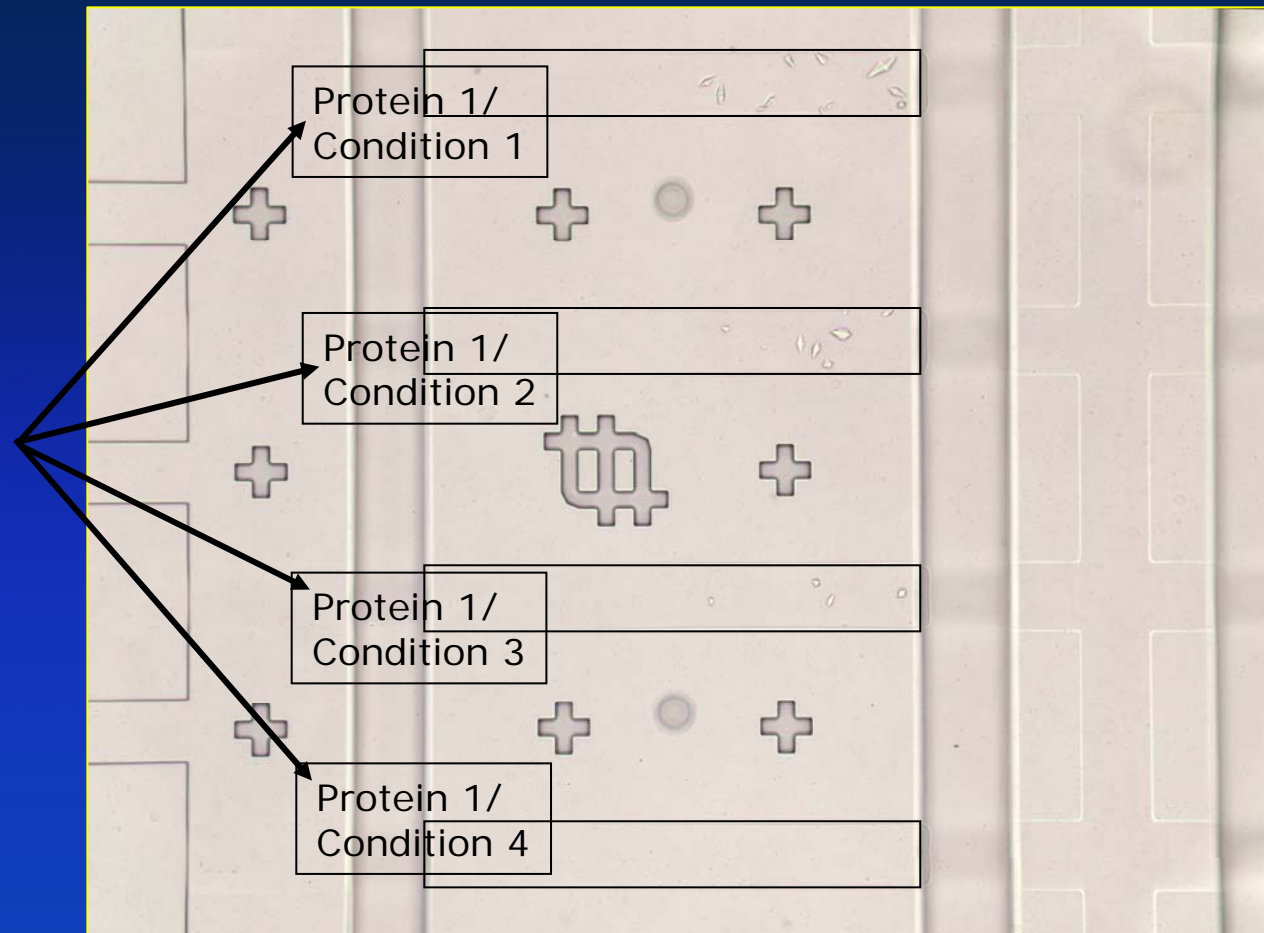 Protein 1/
Condition 1
Protein 1/
Condition 2
Protein 1/
Condition 3
Protein 1/
Condition 4